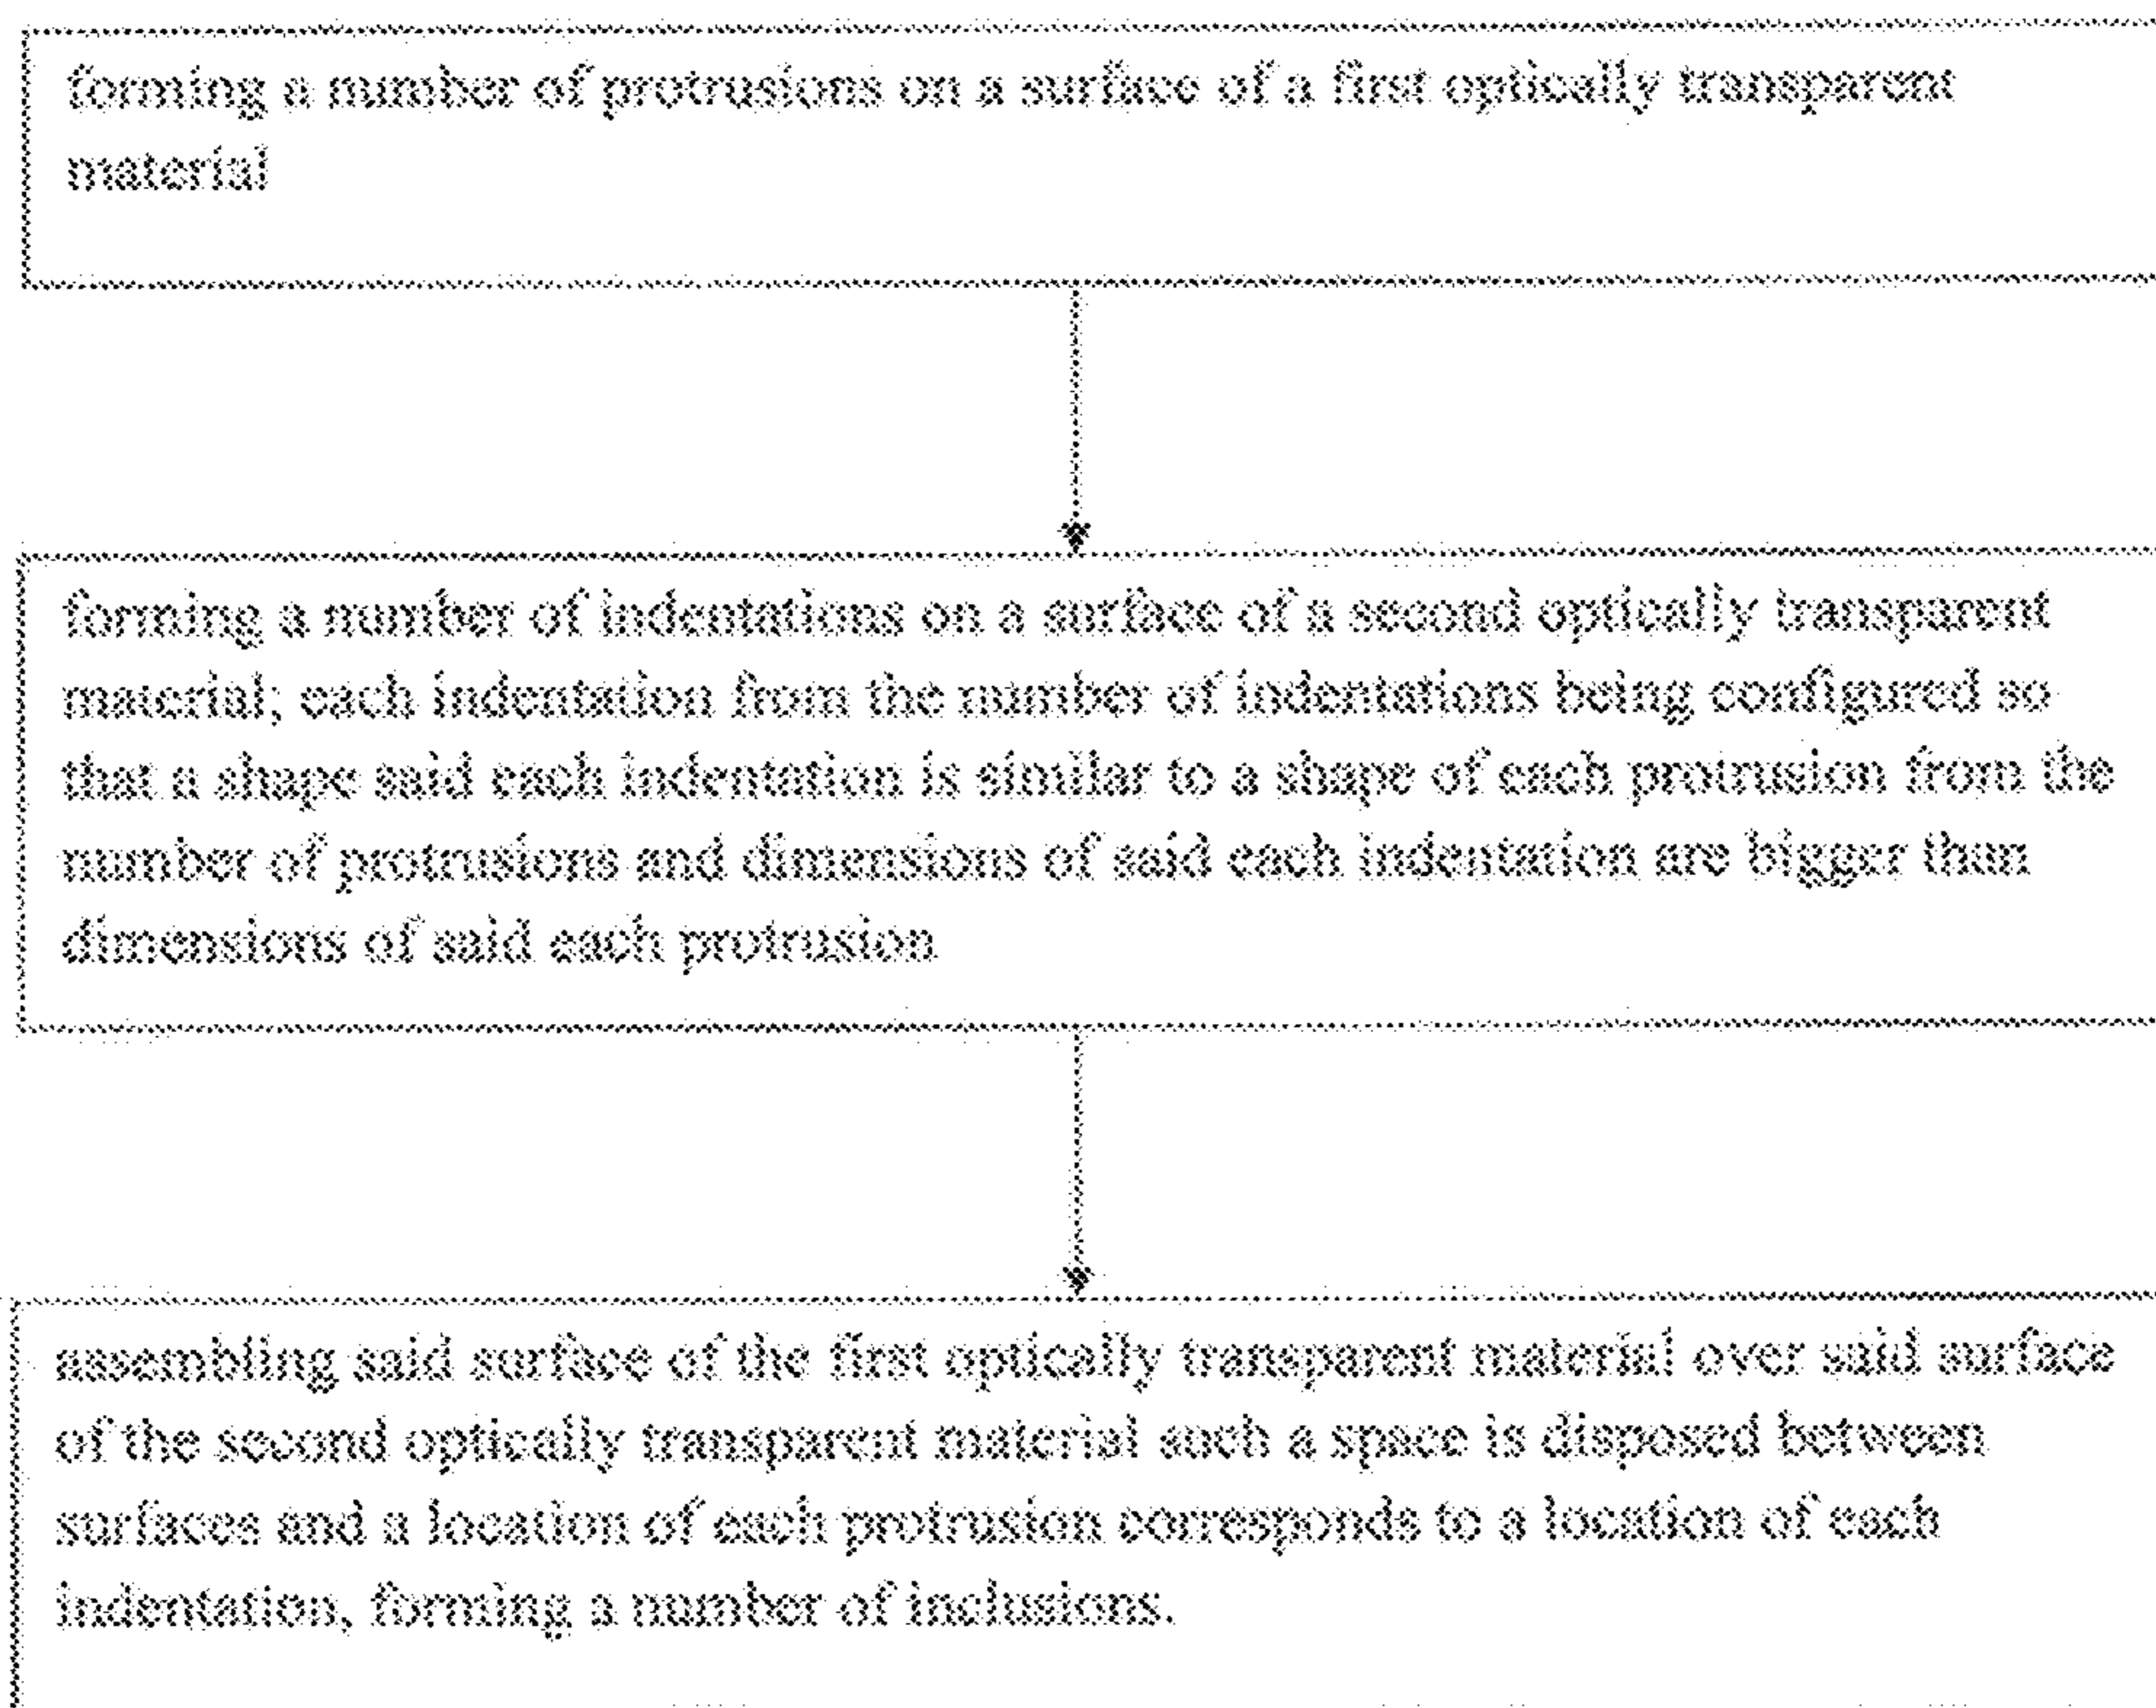 forming a number of protrusions on a surface of a first optically transparent
material
forming a number of indentations on a surface of a second optically transparent
material; each indentation from the number of indentations being configured so
that a shape said each indentation is similar to a shape of each protrusion from the
number of protrusions and dimensions of said each indentation are bigger than
dimensions of said each protrusion
assembling said surface of the first optically transparent material over said surface
of the second optically transparent material such a space is disposed between
surfaces and a location of each protrusion corresponds to a location of each
indentation, forming a number of inclusions.